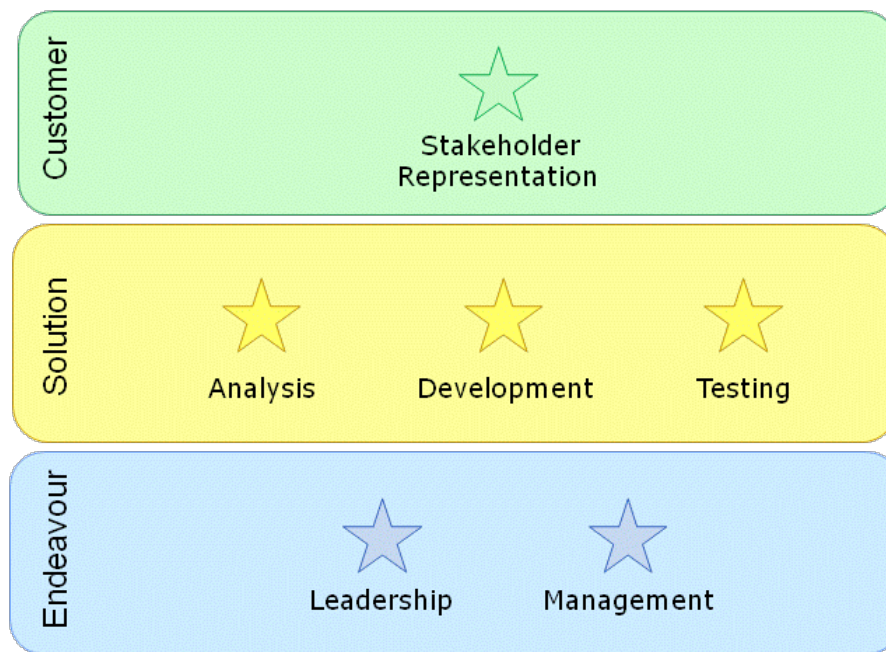 Customer
Stakeholder
Representation
Solution
Analysis
Development
Testing
Endeavour
Leadership
Management